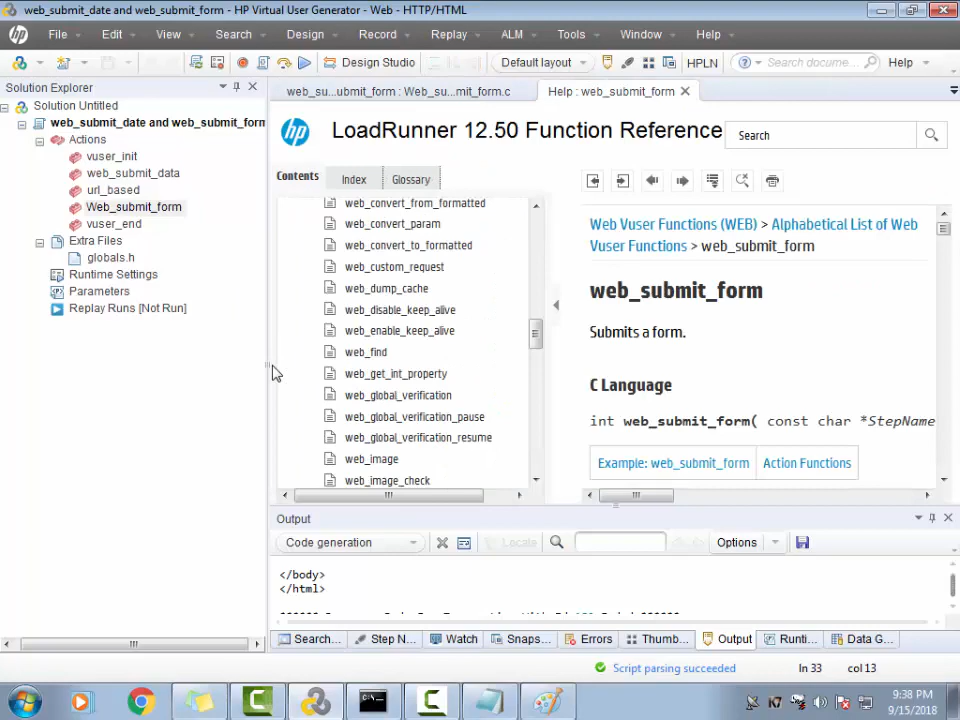 web_submit_date and web_submit_form - HP Virtual User Generator - Web - HTTP/HTML
File Edit View Search Design Record Replay ALM Tools Window Help
Design Studio Default layout HPLN Search docume... Help
Solution Explorer
web_su...ubmit_form : Web_su...mit_form.c
Help : web_submit_form
Solution Untitled
web_submit_date and web_submit_form
Actions
vuser_init
web_submit_data
url_based
Web_submit_form
vuser_end
Extra Files
globals.h
Runtime Settings
Parameters
Replay Runs [Not Run]
hp
LoadRunner 12.50 Function Reference
Search
Contents Index Glossary
web_convert_from_formatted
web_convert_param
web_convert_to_formatted
web_custom_request
web_dump_cache
web_disable_keep_alive
web_enable_keep_alive
web_find
web_get_int_property
web_global_verification
web_global_verification_pause
web_global_verification_resume
web_image
web_image_check
Web Vuser Functions (WEB) > Alphabetical List of Web
Vuser Functions > web_submit_form
web_submit_form
Submits a form.
C Language
int web_submit_form( const char *StepName
Example: web_submit_form Action Functions
Output
Code generation Locate Options
</body>
</html>
Search... Step N... Watch Snaps... Errors Thumb... Output Runti... Data G...
Script parsing succeeded ln 33 col 13
9:38 PM
9/15/2018